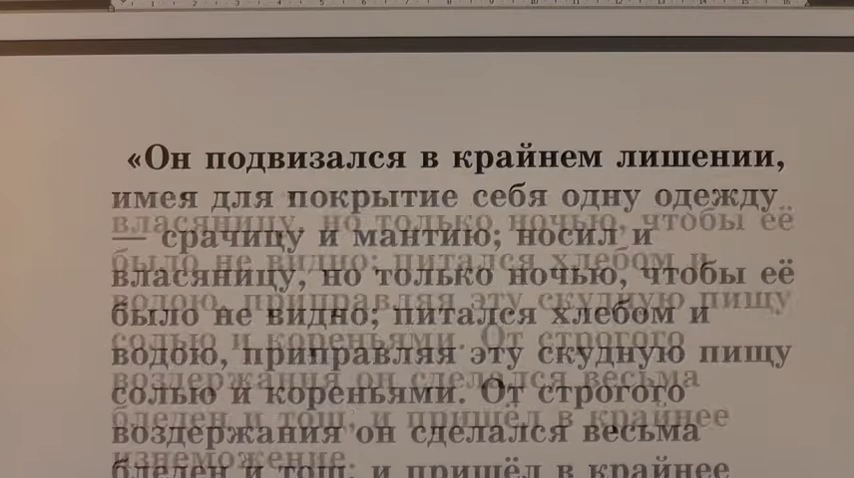 «Он подвизался в крайнем лишении,
имея для покрытие себя одну одежду
— срачицу и мантию; носил и
власяницу, но только ночью, чтобы её
было не видно; питался хлебом и
водою, приправляя эту скудную пищу
солью и кореньями. От строгого
воздержания он сделался весьма
бледен и тощ; и пришёл в крайнее
изнеможение